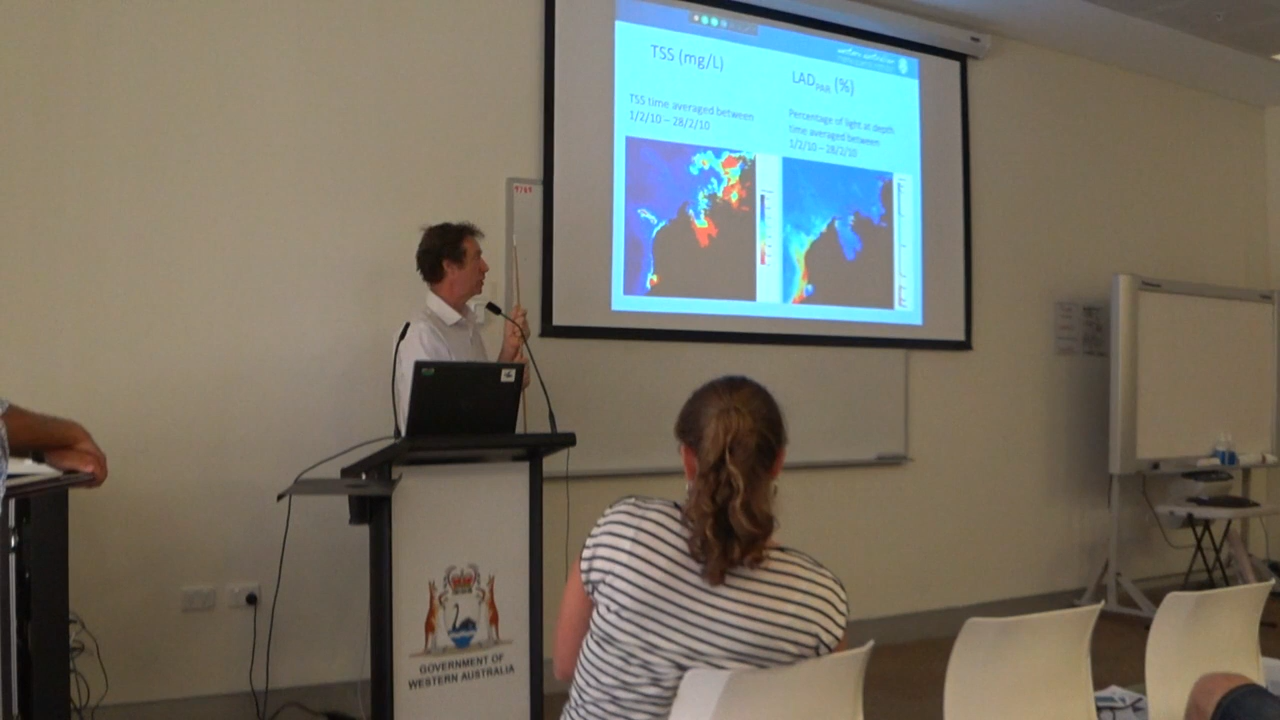 TSS (mg/L)
TSS time averaged between
1/2/10 – 28/2/10
LAD PAR (%)
Percentage of light at depth
time averaged between
1/2/10 – 28/2/10
GOVERNMENT OF
WESTERN AUSTRALIA